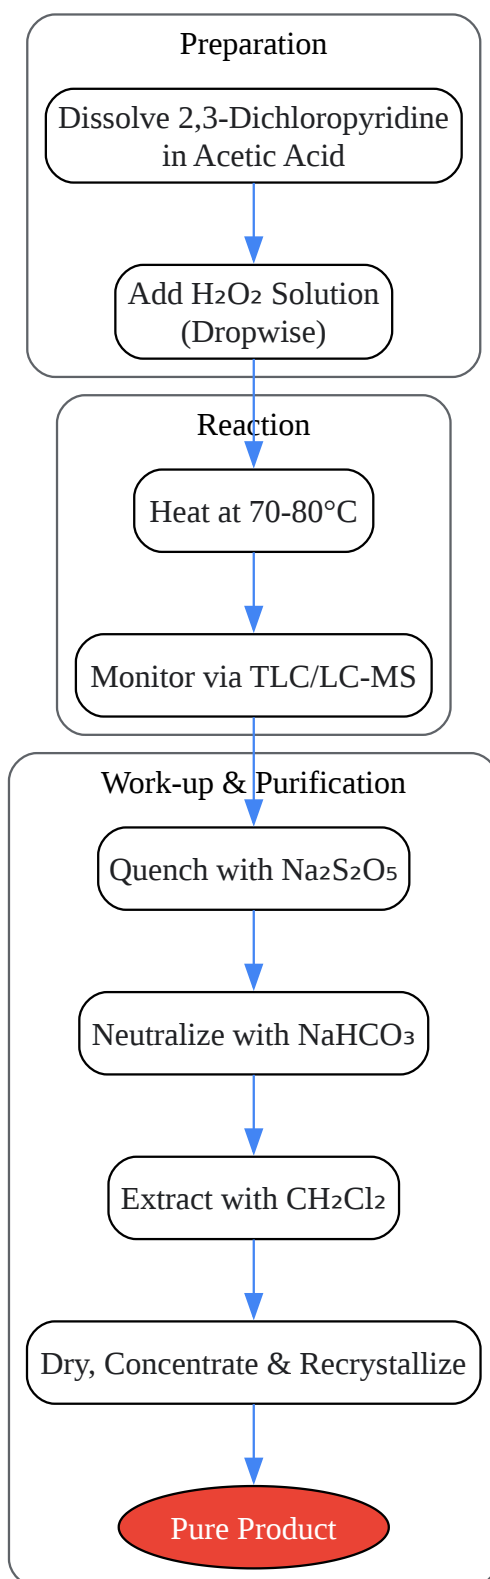 Preparation
Dissolve 2,3-Dichloropyridine
in Acetic Acid
Add H₂O₂ Solution
(Dropwise)
Reaction
Heat at 70-80°C
Monitor via TLC/LC-MS
Work-up & Purification
Quench with Na₂S₂O₅
Neutralize with NaHCO₃
Extract with CH₂Cl₂
Dry, Concentrate & Recrystallize
Pure Product